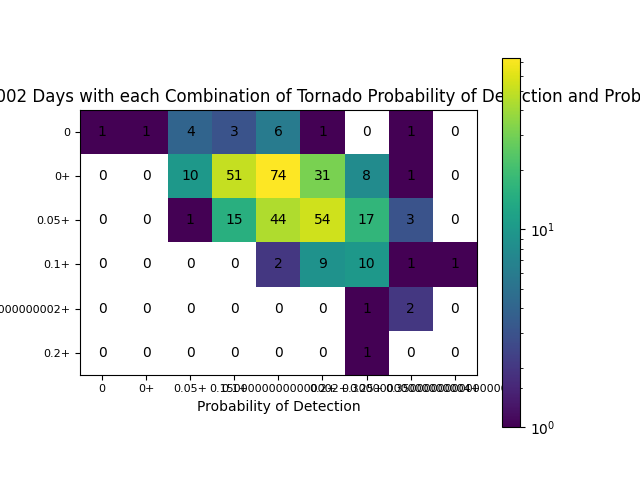 002 Days with each Combination of Tornado Probability of Detection and Prob
0 1 1 4 3 6 1 0 1 0
0+ 0 0 10 51 74 31 8 1 0
0.05+ 0 0 1 15 44 54 17 3 0
10¹
0.1+ 0 0 0 0 2 9 10 1 1
000000002+ 0 0 0 0 0 0 1 2 0
0.2+ 0 0 0 0 0 0 1 0 0
0 0+ 0.05+
Probability of Detection
10⁰